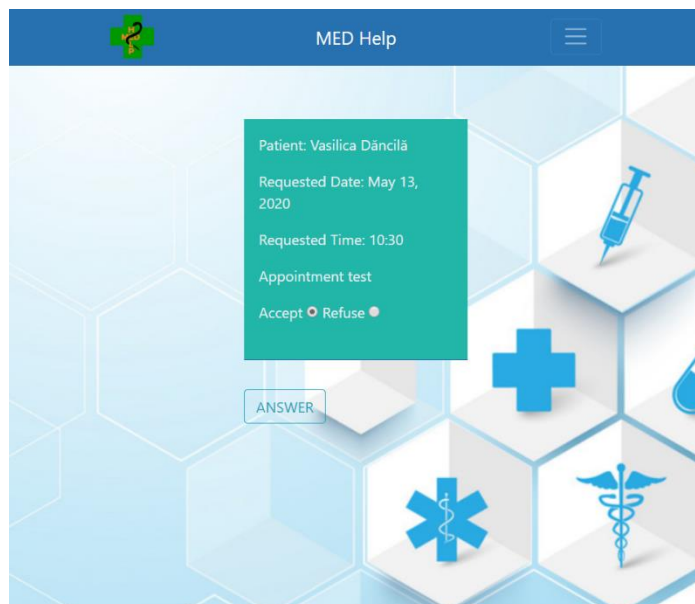 MED Help
Patient: Vasilica Dăncilă
Requested Date: May 13,
2020
Requested Time: 10:30
Appointment test
Accept Refuse
ANSWER